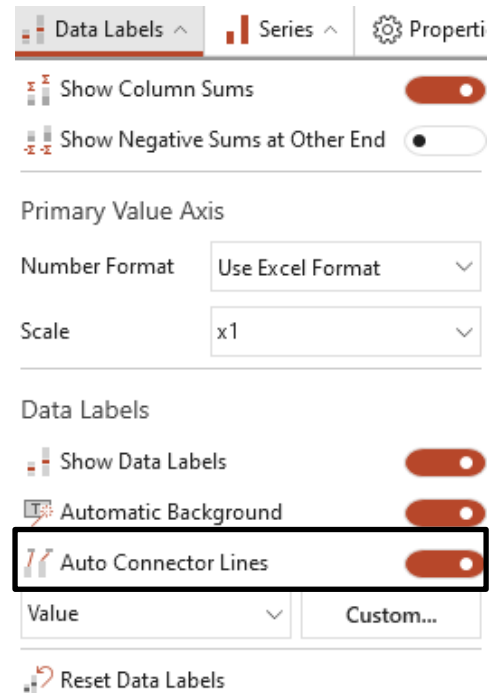 Data Labels Series Properti
Show Column Sums
Show Negative Sums at Other End
Primary Value Axis
Number Format Use Excel Format
Scale x1
Data Labels
Show Data Labels
Automatic Background
Auto Connector Lines
Value Custom...
Reset Data Labels